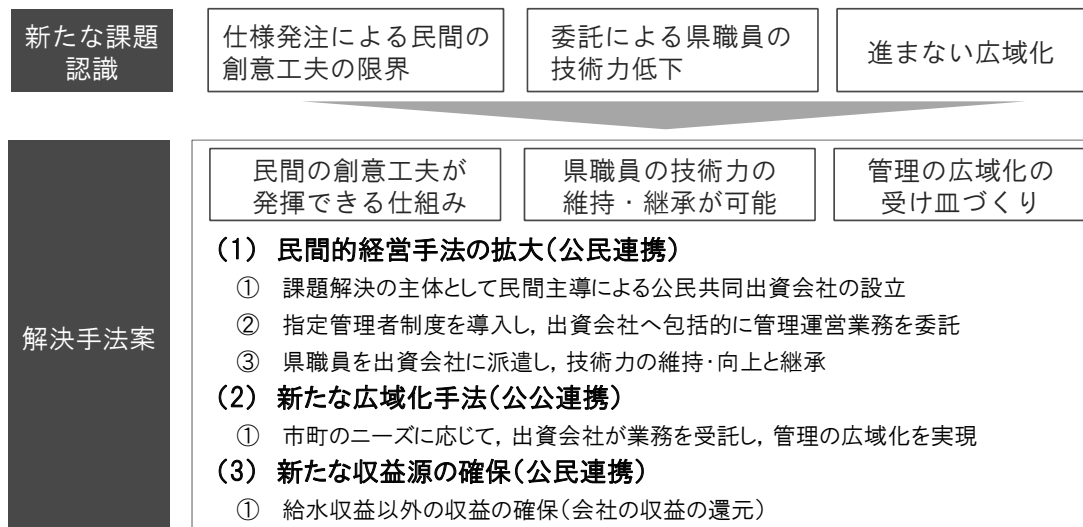 新たな課題
認識
仕様発注による民間の
創意工夫の限界
委託による県職員の
技術力低下
進まない広域化
解決手法案
民間の創意工夫が
発揮できる仕組み
県職員の技術力の
維持・継承が可能
管理の広域化の
受け皿づくり
(1) 民間的経営手法の拡大(公民連携)
① 課題解決の主体として民間主導による公民共同出資会社の設立
② 指定管理者制度を導入し，出資会社へ包括的に管理運営業務を委託
③ 県職員を出資会社に派遣し，技術力の維持・向上と継承
(2) 新たな広域化手法(公公連携)
① 市町のニーズに応じて，出資会社が業務を受託し，管理の広域化を実現
(3) 新たな収益源の確保(公民連携)
① 給水収益以外の収益の確保(会社の収益の還元)